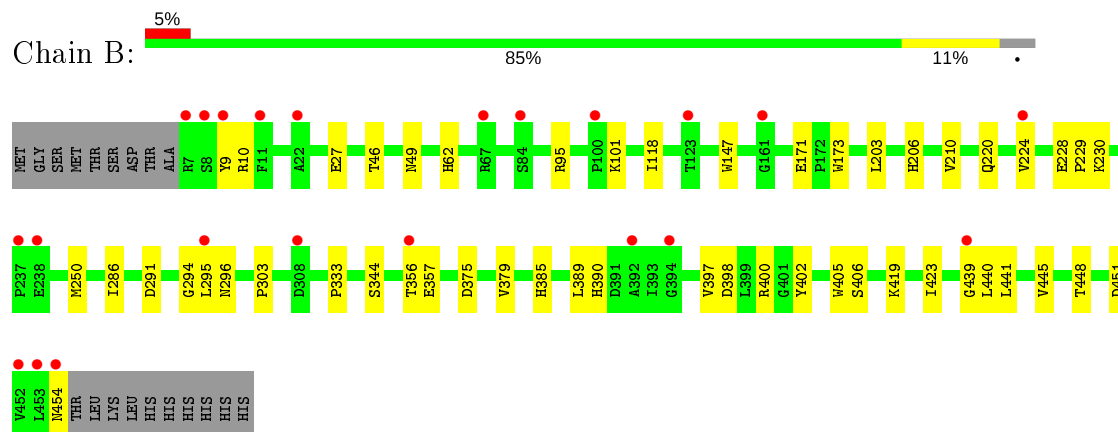 5%
Chain B:
85%
11%
MET GLY SER MET THR SER ASP THR ALA R7 S8 Y9 R10 F11 A22 E27 T46 N49 H62 R67 S84 R95 P100 K101 I118 T123 W147 G161 E171 P172 W173 L203 H206 V210 Q220 V224 E228 P229 K230
P237 E238 M250 I286 D291 G294 L295 N296 P303 D308 P333 S344 T356 E357 D375 V379 H385 L389 H390 D391 A392 I393 G394 V397 D398 L399 R400 G401 Y402 W405 S406 K419 I423 G439 L440 L441 V445 T448 D451
V452 L453 N454 THR LEU LYS LEU HIS HIS HIS HIS HIS HIS